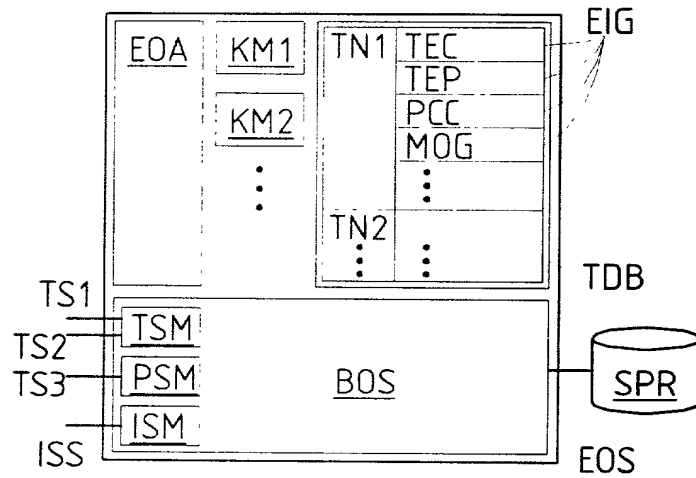 EOA
KM1
KM2
TN1
TEC
TEP
PCC
MOG
TN2
EIG
TDB
TS1
TS2
TS3
ISS
TSM
PSM
ISM
BOS
SPR
EOS